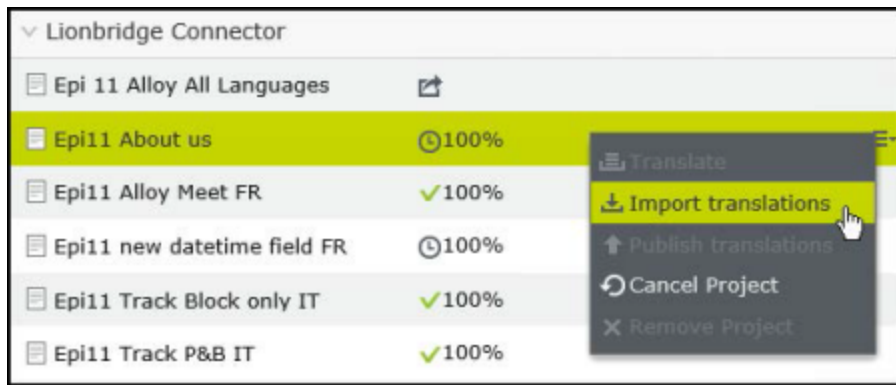 Lionbridge Connector
Epi 11 Alloy All Languages
Epi11 About us 100%
Translate
Epi11 Alloy Meet FR 100%
Import translations
Epi11 new datetime field FR 100%
Publish translations
Epi11 Track Block only IT 100%
Cancel Project
Remove Project
Epi11 Track P&B IT 100%